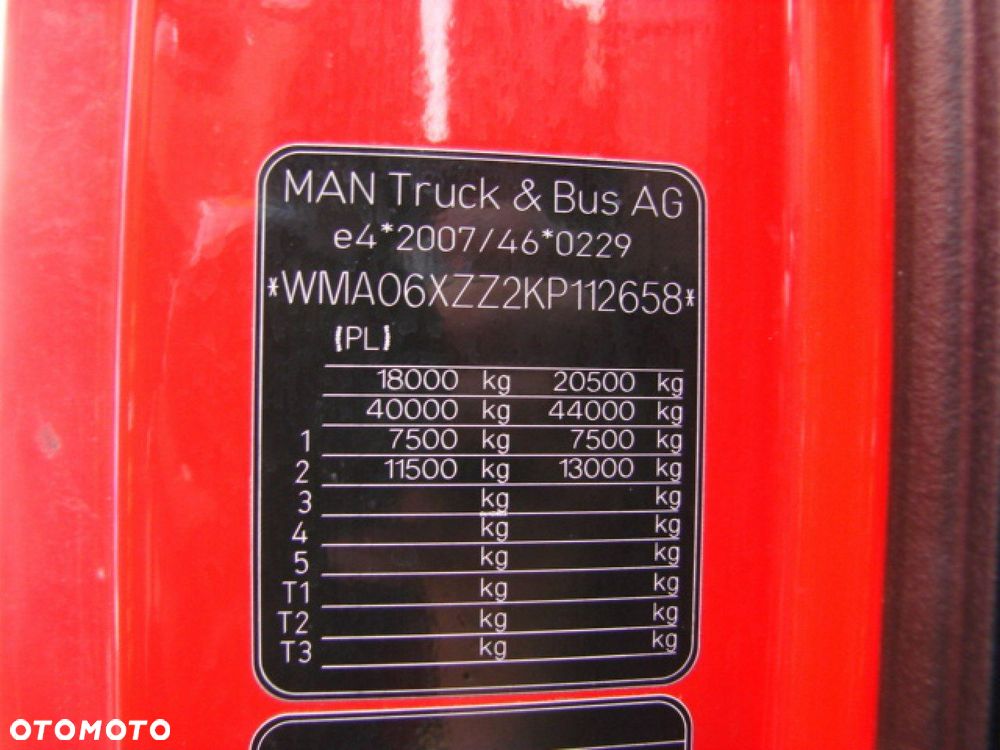 MAN Truck & Bus AG
e4*2007/46*0229
*WMA06XZZ2KP112658*
(PL)
18000 kg 20500 kg
40000 kg 44000 kg
1 7500 kg 7500 kg
2 11500 kg 13000 kg
3 kg kg
4 kg kg
5 kg kg
T1 kg kg
T2 kg kg
T3 kg kg
OTOMOTO